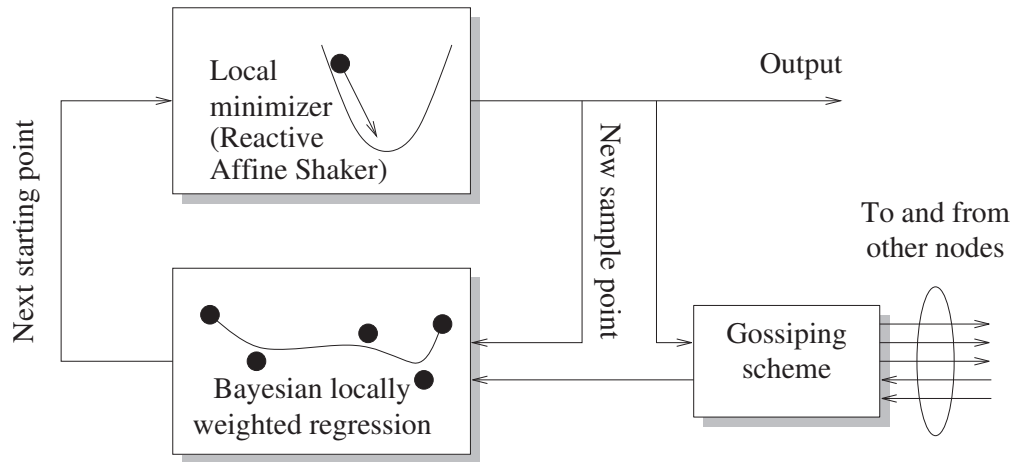 Local
minimizer
(Reactive
Affine Shaker)
Output
Next starting point
New sample point
To and from
other nodes
Gossiping
scheme
Bayesian locally
weighted regression